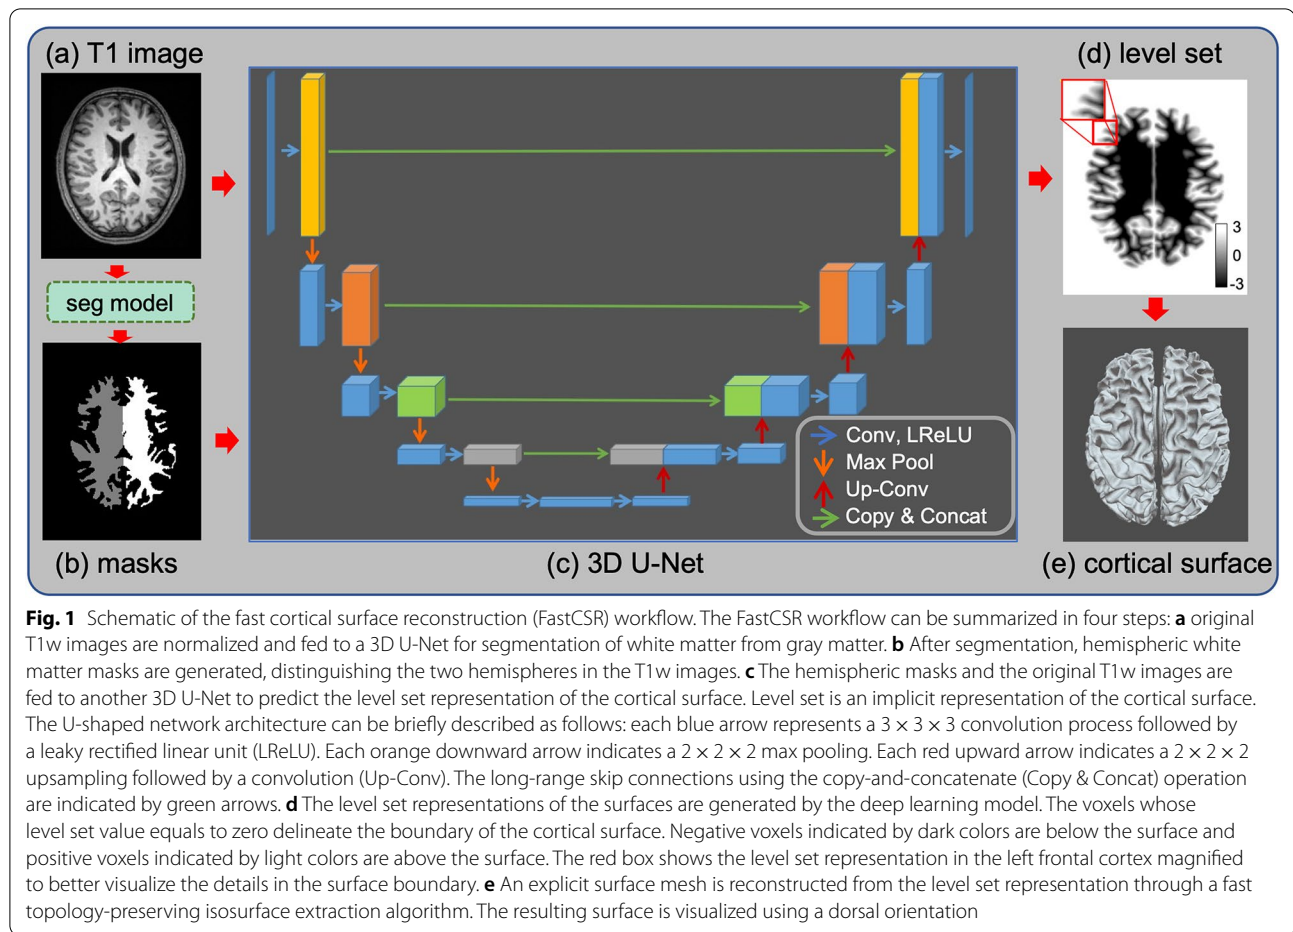 (a) T1 image
(d) level set
3
0
-3
seg model
Conv, LReLU
Max Pool
Up-Conv
Copy & Concat
(b) masks
(c) 3D U-Net
(e) cortical surface
Fig. 1 Schematic of the fast cortical surface reconstruction (FastCSR) workflow. The FastCSR workflow can be summarized in four steps: a original
T1w images are normalized and fed to a 3D U-Net for segmentation of white matter from gray matter. b After segmentation, hemispheric white
matter masks are generated, distinguishing the two hemispheres in the T1w images. c The hemispheric masks and the original T1w images are
fed to another 3D U-Net to predict the level set representation of the cortical surface. Level set is an implicit representation of the cortical surface.
The U-shaped network architecture can be briefly described as follows: each blue arrow represents a 3 × 3 × 3 convolution process followed by
a leaky rectified linear unit (LReLU). Each orange downward arrow indicates a 2 × 2 × 2 max pooling. Each red upward arrow indicates a 2 × 2 × 2
upsampling followed by a convolution (Up-Conv). The long-range skip connections using the copy-and-concatenate (Copy & Concat) operation
are indicated by green arrows. d The level set representations of the surfaces are generated by the deep learning model. The voxels whose
level set value equals to zero delineate the boundary of the cortical surface. Negative voxels indicated by dark colors are below the surface and
positive voxels indicated by light colors are above the surface. The red box shows the level set representation in the left frontal cortex magnified
to better visualize the details in the surface boundary. e An explicit surface mesh is reconstructed from the level set representation through a fast
topology-preserving isosurface extraction algorithm. The resulting surface is visualized using a dorsal orientation